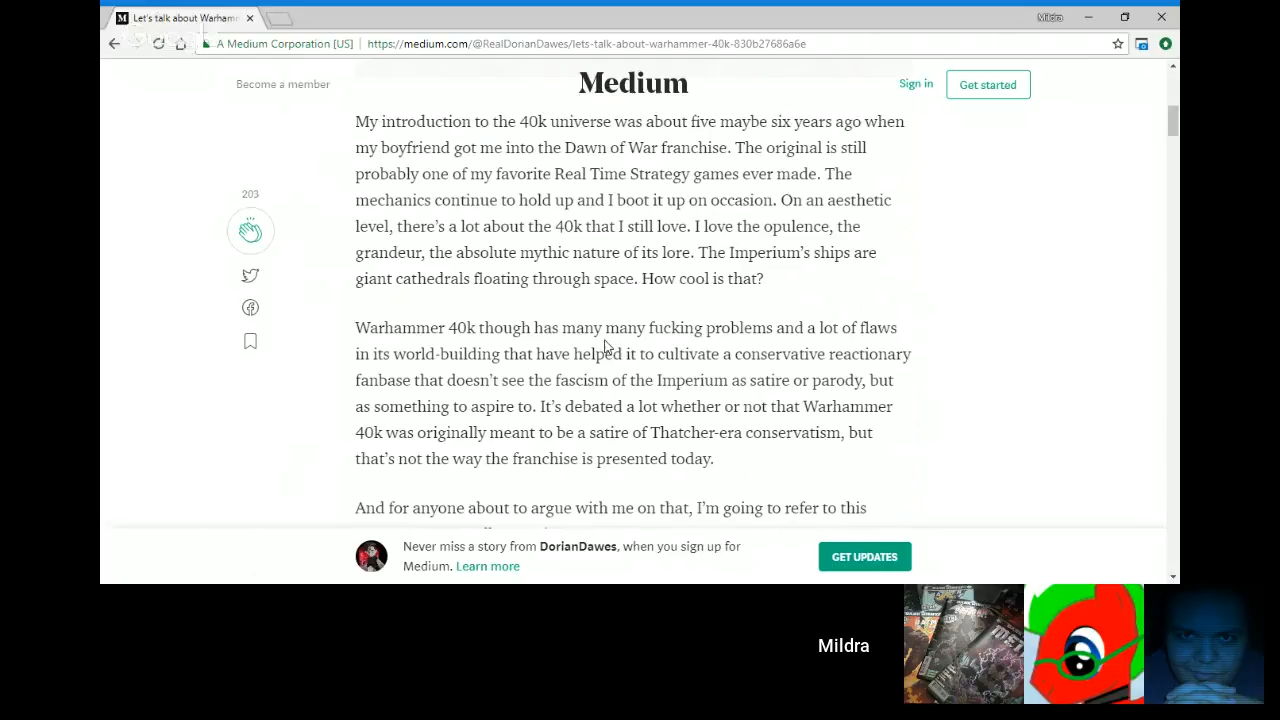 Let's talk about Warhamm
Mildra
A Medium Corporation [US]
https://medium.com/@RealDorianDawes/lets-talk-about-warhammer-40k-830b27686a6e
Become a member
Medium
Sign in
Get started
My introduction to the 40k universe was about five maybe six years ago when
my boyfriend got me into the Dawn of War franchise. The original is still
probably one of my favorite Real Time Strategy games ever made. The
mechanics continue to hold up and I boot it up on occasion. On an aesthetic
level, there's a lot about the 40k that I still love. I love the opulence, the
grandeur, the absolute mythic nature of its lore. The Imperium's ships are
giant cathedrals floating through space. How cool is that?
203
Warhammer 40k though has many many fucking problems and a lot of flaws
in its world-building that have helped it to cultivate a conservative reactionary
fanbase that doesn't see the fascism of the Imperium as satire or parody, but
as something to aspire to. It's debated a lot whether or not that Warhammer
40k was originally meant to be a satire of Thatcher-era conservatism, but
that's not the way the franchise is presented today.
And for anyone about to argue with me on that, I'm going to refer to this
Never miss a story from DorianDawes, when you sign up for
Medium. Learn more
GET UPDATES
Mildra